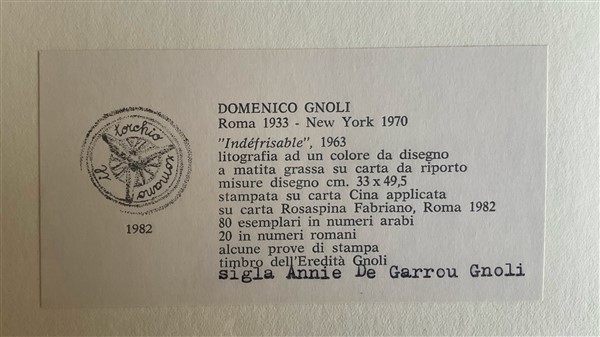 il torchio romano
1982
DOMENICO GNOLI
Roma 1933 - New York 1970
"Indéfrisable", 1963
litografia ad un colore da disegno
a matita grassa su carta da riporto
misure disegno cm. 33 x 49,5
stampata su carta Cina applicata
su carta Rosaspina Fabriano, Roma 1982
80 esemplari in numeri arabi
20 in numeri romani
alcune prove di stampa
timbro dell'Eredità Gnoli
sigla Annie De Garrou Gnoli